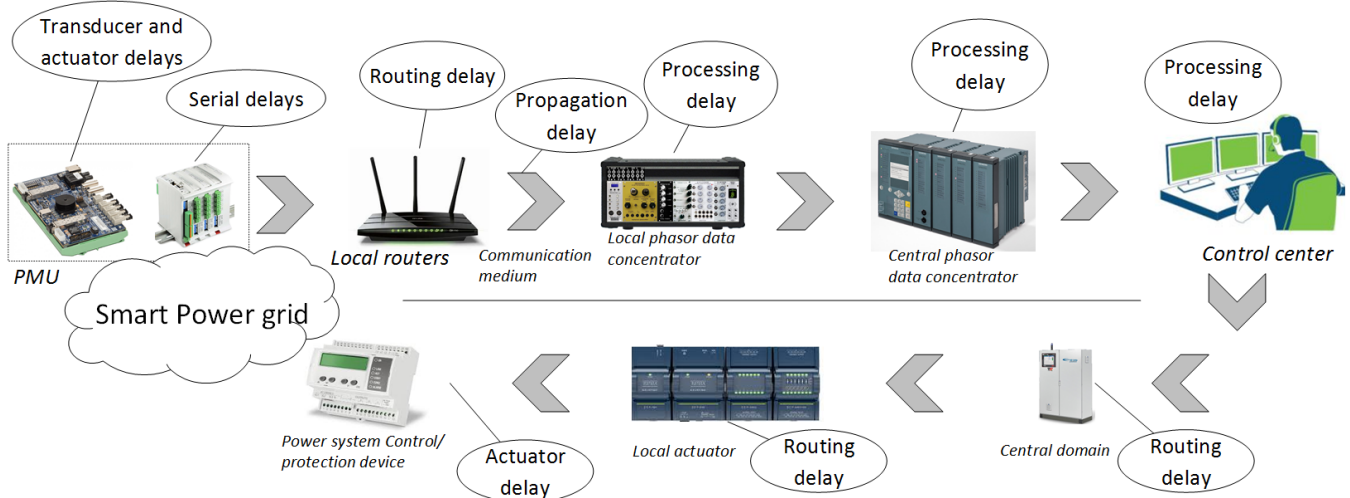 Transducer and
actuator delays
Serial delays
Routing delay
Propagation
delay
Processing
delay
Processing
delay
Processing
delay
PMU
Local routers
Communication
medium
Local phasor data
concentrator
Central phasor
data concentrator
Control center
Smart Power grid
Power system Control/
protection device
Actuator
delay
Local actuator
Routing
delay
Central domain
Routing
delay